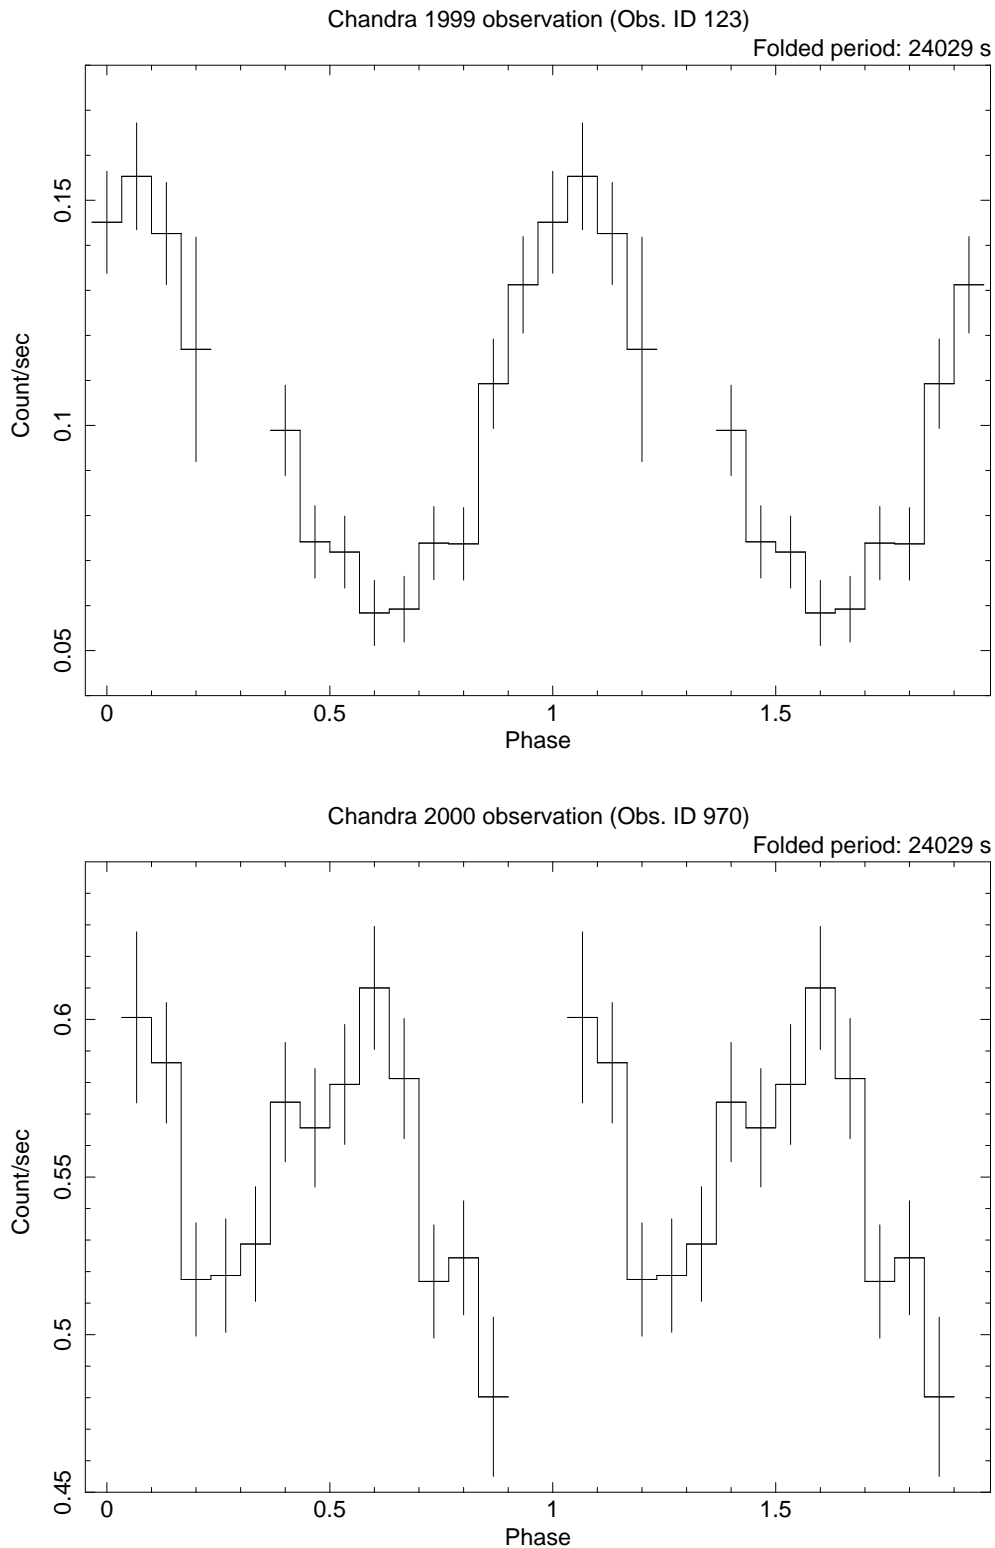 Chandra 1999 observation (Obs. ID 123)
Folded period: 24029 s
0.15
0.1
0.05
Count/sec
0
0.5
1
1.5
Phase
Chandra 2000 observation (Obs. ID 970)
Folded period: 24029 s
0.6
0.55
0.5
0.45
Count/sec
0
0.5
1
1.5
Phase